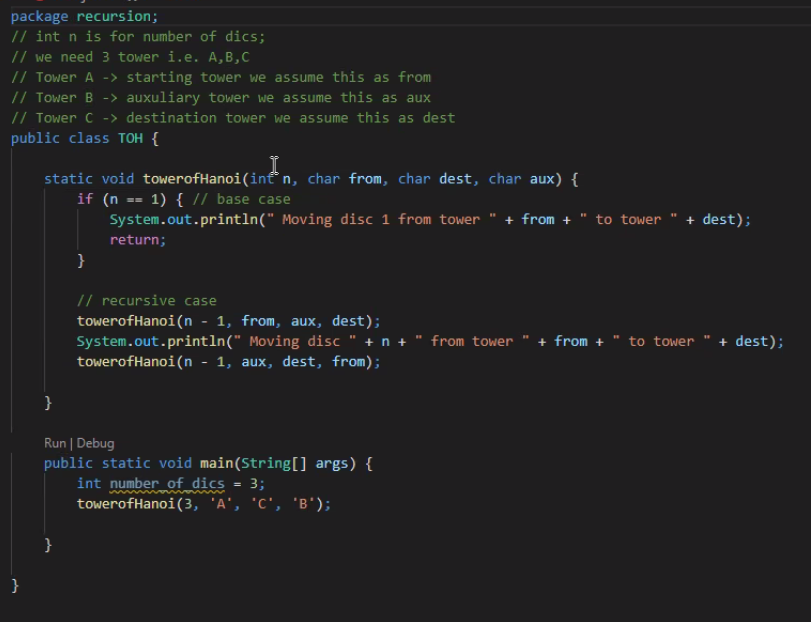 package recursion;
// int n is for number of dics;
// we need 3 tower i.e. A,B,C
// Tower A -> starting tower we assume this as from
// Tower B -> auxuliary tower we assume this as aux
// Tower C -> destination tower we assume this as dest
public class TOH {
static void towerofHanoi(int n, char from, char dest, char aux) {
if (n == 1) { // base case
System.out.println(" Moving disc 1 from tower " + from + " to tower " + dest);
return;
}
// recursive case
towerofHanoi(n - 1, from, aux, dest);
System.out.println(" Moving disc " + n + " from tower " + from + " to tower " + dest);
towerofHanoi(n - 1, aux, dest, from);
}
Run | Debug
public static void main(String[] args) {
int number_of_dics = 3;
towerofHanoi(3, 'A', 'C', 'B');
}
}